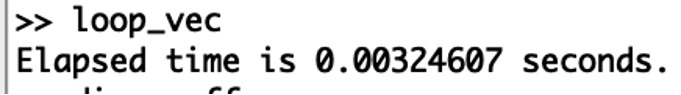 >> loop_vec
Elapsed time is 0.00324607 seconds.